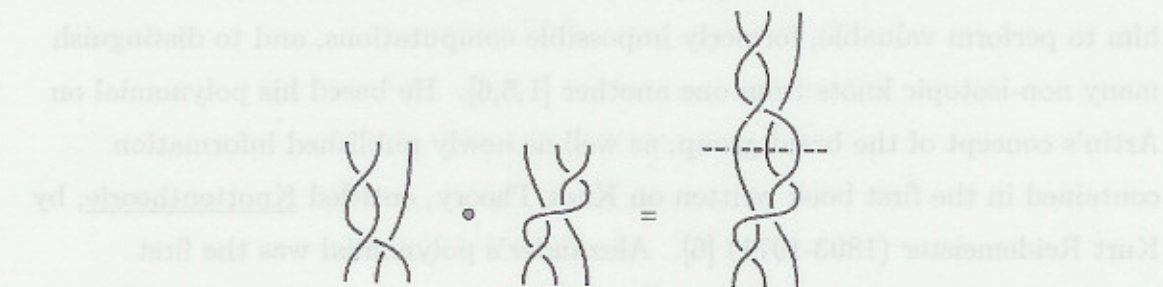 him to perform valuable, formerly impossible computations, and to distinguish
many non-isotopic knots from one another [1,5,6]. He based his polynomial on
Artin's concept of the braid group, as well as newly published information
contained in the first book written on Knot Theory, entitled Knottentheorie, by
Kurt Reidemeister (1893-1971) [6]. Alexander's polynomial was the first
=